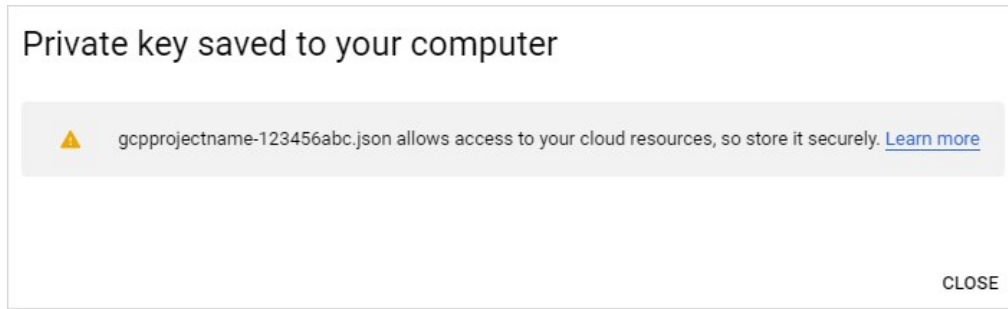 Private key saved to your computer
gcpprojectname-123456abc.json allows access to your cloud resources, so store it securely. Learn more
CLOSE